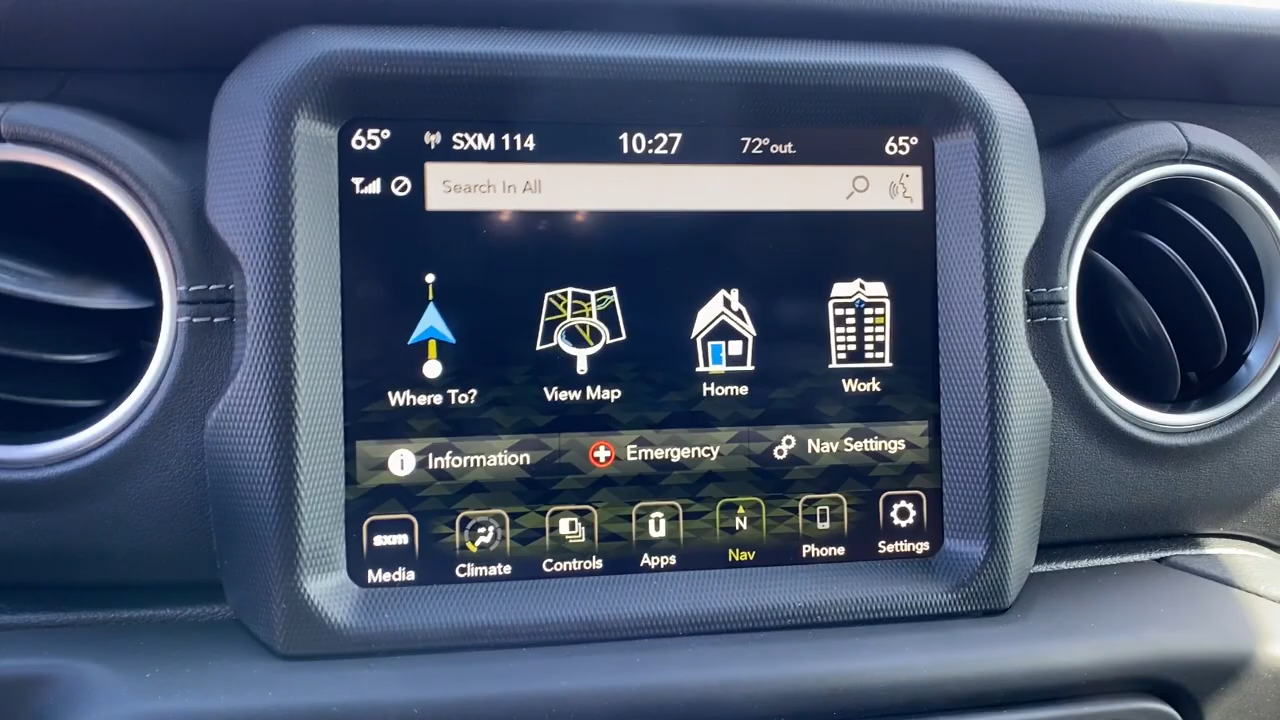 65° SXM 114 10:27 72°out. 65°
Search In All
Where To? View Map Home Work
Information Emergency Nav Settings
sxm N
Media Climate Controls Apps Nav Phone Settings